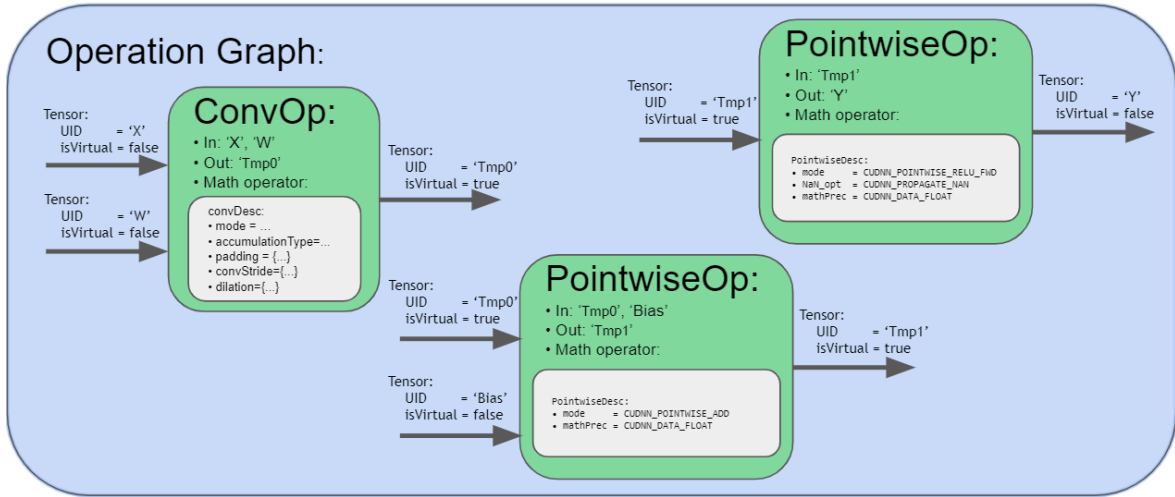 Operation Graph:
Tensor:
UID = ‘X’
isVirtual = false
Tensor:
UID = ‘W’
isVirtual = false
ConvOp:
• In: ‘X’, ‘W’
• Out: ‘Tmp0’
• Math operator:
convDesc:
• mode = ...
• accumulationType=...
• padding = {...}
• convStride={...}
• dilation={...}
Tensor:
UID = ‘Tmp0’
isVirtual = true
Tensor:
UID = ‘Tmp0’
isVirtual = true
Tensor:
UID = ‘Bias’
isVirtual = false
PointwiseOp:
• In: ‘Tmp0’, ‘Bias’
• Out: ‘Tmp1’
• Math operator:
PointwiseDesc:
• mode = CUDNN_POINTWISE_ADD
• mathPrec = CUDNN_DATA_FLOAT
Tensor:
UID = ‘Tmp1’
isVirtual = true
Tensor:
UID = ‘Tmp1’
isVirtual = true
PointwiseOp:
• In: ‘Tmp1’
• Out: ‘Y’
• Math operator:
PointwiseDesc:
• mode = CUDNN_POINTWISE_RELU_FWD
• NaN_opt = CUDNN_PROPAGATE_NAN
• mathPrec = CUDNN_DATA_FLOAT
Tensor:
UID = ‘Y’
isVirtual = false